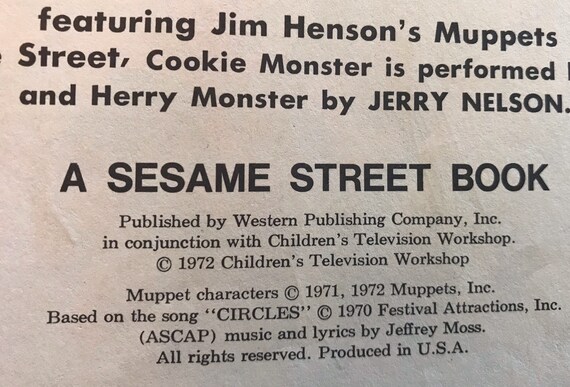 featuring Jim Henson's Muppets
Street, Cookie Monster is performed
and Herry Monster by JERRY NELSON.
A SESAME STREET BOOK
Published by Western Publishing Company, Inc.
in conjunction with Children's Television Workshop.
© 1972 Children's Television Workshop
Muppet characters © 1971, 1972 Muppets, Inc.
Based on the song "CIRCLES" © 1970 Festival Attractions, Inc.
(ASCAP) music and lyrics by Jeffrey Moss.
All rights reserved. Produced in U.S.A.